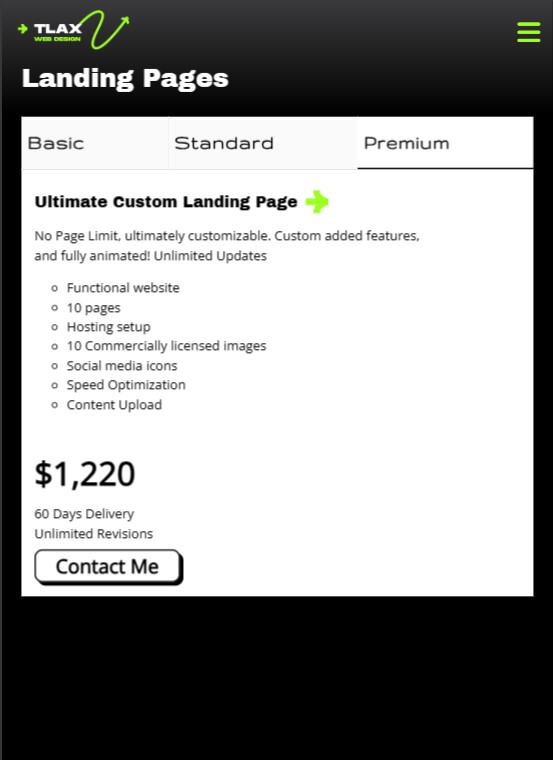 TLAX
WEB DESIGN
Landing Pages
Basic
Standard
Premium
Ultimate Custom Landing Page
No Page Limit, ultimately customizable. Custom added features,
and fully animated! Unlimited Updates
Functional website
10 pages
Hosting setup
10 Commercially licensed images
Social media icons
Speed Optimization
Content Upload
$1,220
60 Days Delivery
Unlimited Revisions
Contact Me